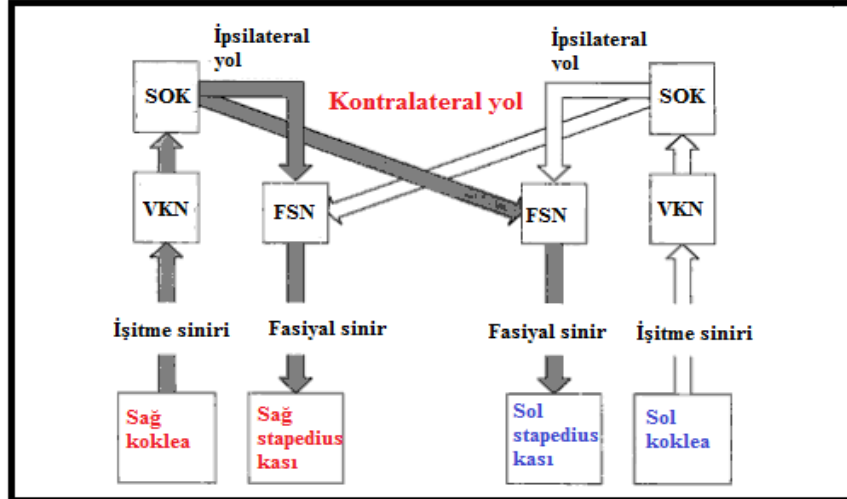 İpsilateral
yol
İpsilateral
yol
SOK
Kontralateral yol
SOK
VKN
FSN
FSN
VKN
İşitme siniri
Fasiyal sinir
Fasiyal sinir
İşitme siniri
Sağ
koklea
Sağ
stapedius
kası
Sol
stapedius
kası
Sol
koklea